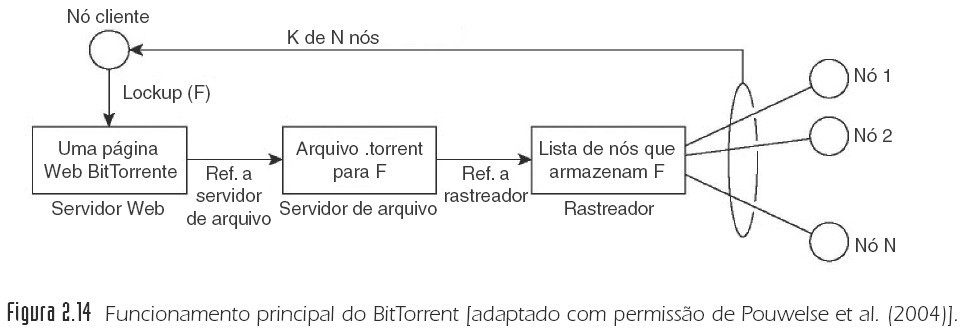 Nó cliente
K de N nós
Nó 1
Lockup (F)
Nó 2
Uma página
Web BitTorrente
Servidor Web
Ref. a
servidor
de arquivo
Arquivo .torrent
para F
Servidor de arquivo
Ref. a
rastreador
Lista de nós que
armazenam F
Rastreador
Nó N
Figura 2.14 Funcionamento principal do BitTorrent [adaptado com permissão de Pouwelse et al. (2004)].